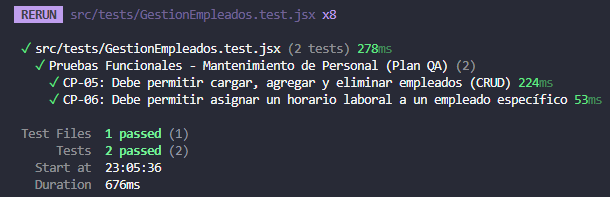 RERUN src/tests/GestionEmpleados.test.jsx x8
✓ src/tests/GestionEmpleados.test.jsx (2 tests) 278ms
✓ Pruebas Funcionales - Mantenimiento de Personal (Plan QA) (2)
✓ CP-05: Debe permitir cargar, agregar y eliminar empleados (CRUD) 224ms
✓ CP-06: Debe permitir asignar un horario laboral a un empleado específico 53ms
Test Files 1 passed (1)
Tests 2 passed (2)
Start at 23:05:36
Duration 676ms